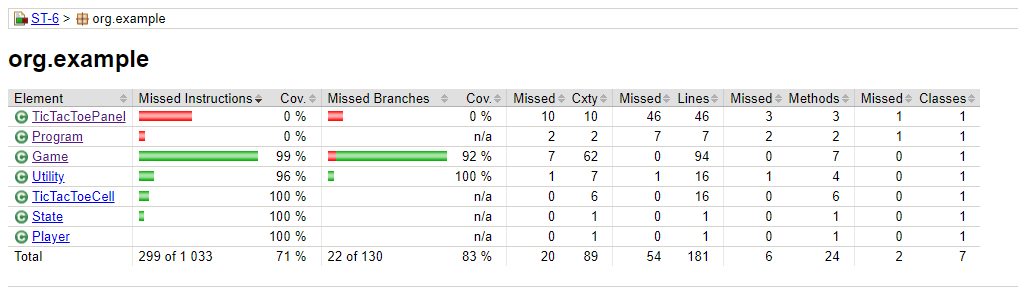 ST-6 > org.example
org.example
Element Missed Instructions Cov. Missed Branches Cov. Missed Cxty Missed Lines Missed Methods Missed Classes
C TicTacToePanel 0 % 0 % 10 10 46 46 3 3 1 1
C Program 0 % n/a 2 2 7 7 2 2 1 1
C Game 99 % 92 % 7 62 0 94 0 7 0 1
C Utility 96 % 100 % 1 7 1 16 1 4 0 1
C TicTacToeCell 100 % n/a 0 6 0 16 0 6 0 1
C State 100 % n/a 0 1 0 1 0 1 0 1
C Player 100 % n/a 0 1 0 1 0 1 0 1
Total 299 of 1 033 71 % 22 of 130 83 % 20 89 54 181 6 24 2 7